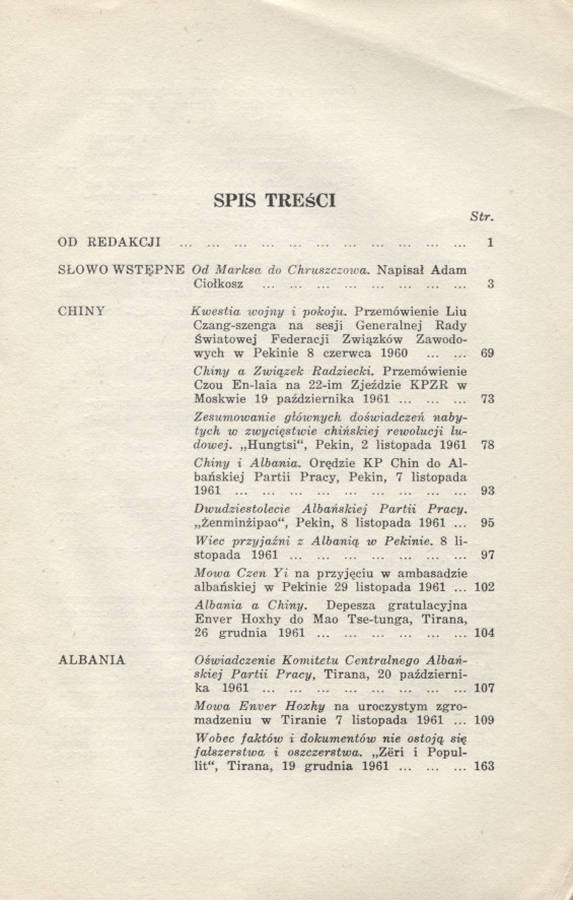 SPIS TREŚCI
Str.
OD REDAKCJI ... ... ... ... ... ... ... ... ... ... ... 1
SŁOWO WSTĘPNE Od Marksa do Chruszczowa. Napisał Adam
Ciołkosz ... ... ... ... ... ... ... ... 3
CHINY Kwestia wojny i pokoju. Przemówienie Liu
Czang-szenga na sesji Generalnej Rady
Światowej Federacji Związków Zawodo-
wych w Pekinie 8 czerwca 1960 ... ... 69
Chiny a Związek Radziecki. Przemówienie
Czou En-laia na 22-im Zjeździe KPZR w
Moskwie 19 października 1961 ... ... ... 73
Zesumowanie głównych doświadczeń naby-
tych w zwycięstwie chińskiej rewolucji lu-
dowej. „Hungtsi“, Pekin, 2 listopada 1961 78
Chiny i Albania. Orędzie KP Chin do Al-
bańskiej Partii Pracy, Pekin, 7 listopada
1961 ... ... ... ... ... ... ... ... ... 93
Dwudziestolecie Albańskiej Partii Pracy.
„Żenminżipao“, Pekin, 8 listopada 1961 ... 95
Wiec przyjaźni z Albanią w Pekinie. 8 li-
stopada 1961 ... ... ... ... ... ... ... 97
Mowa Czen Yi na przyjęciu w ambasadzie
albańskiej w Pekinie 29 listopada 1961 ... 102
Albania a Chiny. Depesza gratulacyjna
Enver Hoxhy do Mao Tse-tunga, Tirana,
26 grudnia 1961 ... ... ... ... ... ... 104
ALBANIA Oświadczenie Komitetu Centralnego Albań-
skiej Partii Pracy, Tirana, 20 październi-
ka 1961 ... ... ... ... ... ... ... ... 107
Mowa Enver Hoxhy na uroczystym zgro-
madzeniu w Tiranie 7 listopada 1961 ... 109
Wobec faktów i dokumentów nie ostoją się
fałszerstwa i oszczerstwa. „Zëri i Popul-
lit“, Tirana, 19 grudnia 1961 ... ... ... 163